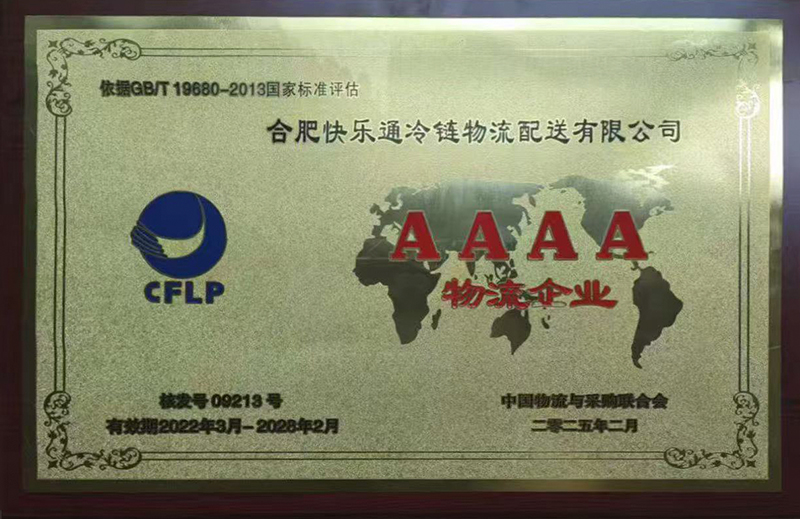 依据GB/T 19680-2013国家标准评估
合肥快乐通冷链物流配送有限公司
AAAA
物流企业
CFLP
核发号 09213 号
有效期2022年3月-2028年2月
中国物流与采购联合会
二零二五年二月